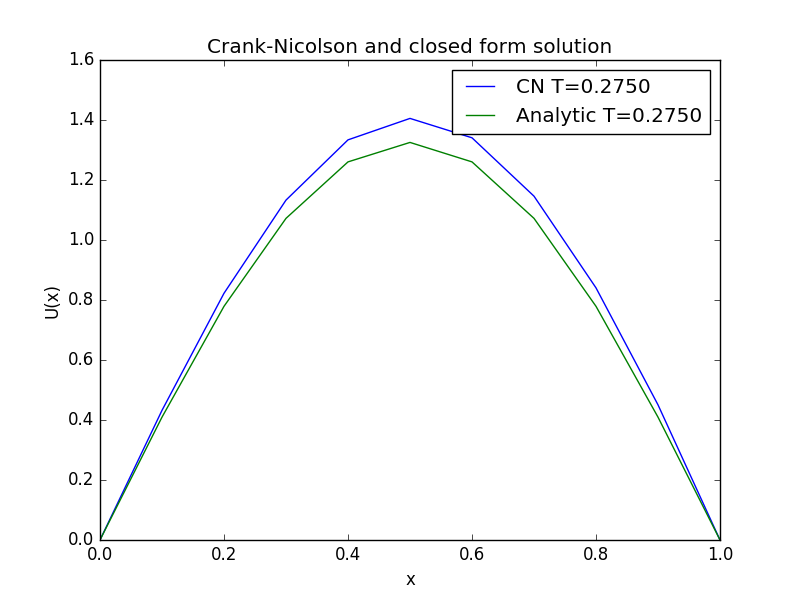 Crank-Nicolson and closed form solution
CN T=0.2750
Analytic T=0.2750
1.6
1.4
1.2
1.0
0.8
0.6
0.4
0.2
0.0
U(x)
0.0 0.2 0.4 0.6 0.8 1.0
x